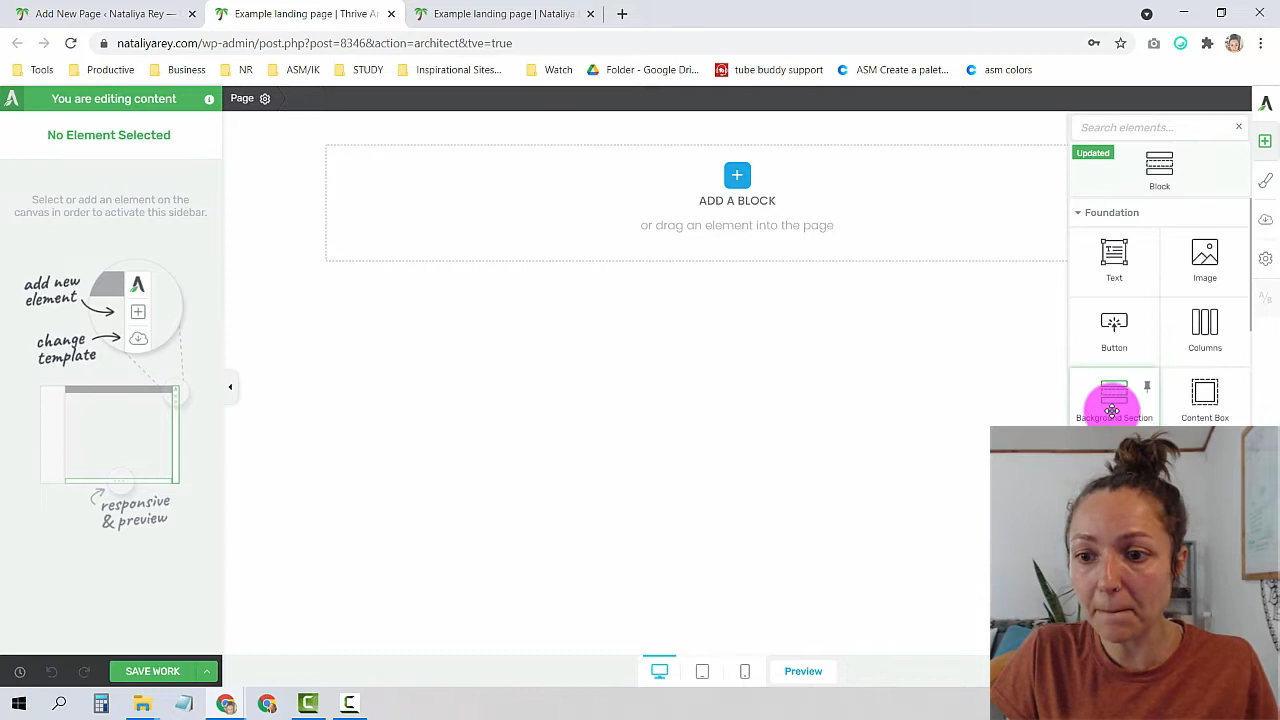 Add New Page ‹ Nataliya Rey —
Example landing page | Thrive Ar
Example landing page | Nataliya
nataliyarey.com/wp-admin/post.php?post=8346&action=architect&tve=true
Tools
Productive
Business
NR
ASM/IK
STUDY
Inspirational Sites...
Watch
Folder - Google Dri...
tube buddy support
ASM Create a palet...
asm colors
You are editing content
Page
No Element Selected
Select or add an element on the
canvas in order to activate this sidebar.
add new
element
change
template
responsive
& preview
ADD A BLOCK
or drag an element into the page
Search elements...
Updated
Block
Foundation
Text
Image
Button
Columns
Background Section
Content Box
SAVE WORK
Preview